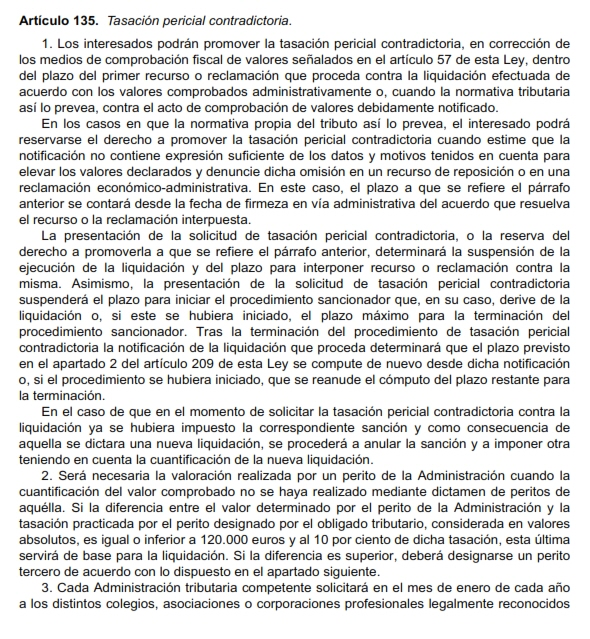 Artículo 135. Tasación pericial contradictoria.
1. Los interesados podrán promover la tasación pericial contradictoria, en corrección de
los medios de comprobación fiscal de valores señalados en el artículo 57 de esta Ley, dentro
del plazo del primer recurso o reclamación que proceda contra la liquidación efectuada de
acuerdo con los valores comprobados administrativamente o, cuando la normativa tributaria
así lo prevea, contra el acto de comprobación de valores debidamente notificado.
En los casos en que la normativa propia del tributo así lo prevea, el interesado podrá
reservarse el derecho a promover la tasación pericial contradictoria cuando estime que la
notificación no contiene expresión suficiente de los datos y motivos tenidos en cuenta para
elevar los valores declarados y denuncie dicha omisión en un recurso de reposición o en una
reclamación económico-administrativa. En este caso, el plazo a que se refiere el párrafo
anterior se contará desde la fecha de firmeza en vía administrativa del acuerdo que resuelva
el recurso o la reclamación interpuesta.
La presentación de la solicitud de tasación pericial contradictoria, o la reserva del
derecho a promoverla a que se refiere el párrafo anterior, determinará la suspensión de la
ejecución de la liquidación y del plazo para interponer recurso o reclamación contra la
misma. Asimismo, la presentación de la solicitud de tasación pericial contradictoria
suspenderá el plazo para iniciar el procedimiento sancionador que, en su caso, derive de la
liquidación o, si este se hubiera iniciado, el plazo máximo para la terminación del
procedimiento sancionador. Tras la terminación del procedimiento de tasación pericial
contradictoria la notificación de la liquidación que proceda determinará que el plazo previsto
en el apartado 2 del artículo 209 de esta Ley se compute de nuevo desde dicha notificación
o, si el procedimiento se hubiera iniciado, que se reanude el cómputo del plazo restante para
la terminación.
En el caso de que en el momento de solicitar la tasación pericial contradictoria contra la
liquidación ya se hubiera impuesto la correspondiente sanción y como consecuencia de
aquella se dictara una nueva liquidación, se procederá a anular la sanción y a imponer otra
teniendo en cuenta la cuantificación de la nueva liquidación.
2. Será necesaria la valoración realizada por un perito de la Administración cuando la
cuantificación del valor comprobado no se haya realizado mediante dictamen de peritos de
aquélla. Si la diferencia entre el valor determinado por el perito de la Administración y la
tasación practicada por el perito designado por el obligado tributario, considerada en valores
absolutos, es igual o inferior a 120.000 euros y al 10 por ciento de dicha tasación, esta última
servirá de base para la liquidación. Si la diferencia es superior, deberá designarse un perito
tercero de acuerdo con lo dispuesto en el apartado siguiente.
3. Cada Administración tributaria competente solicitará en el mes de enero de cada año
a los distintos colegios, asociaciones o corporaciones profesionales legalmente reconocidos